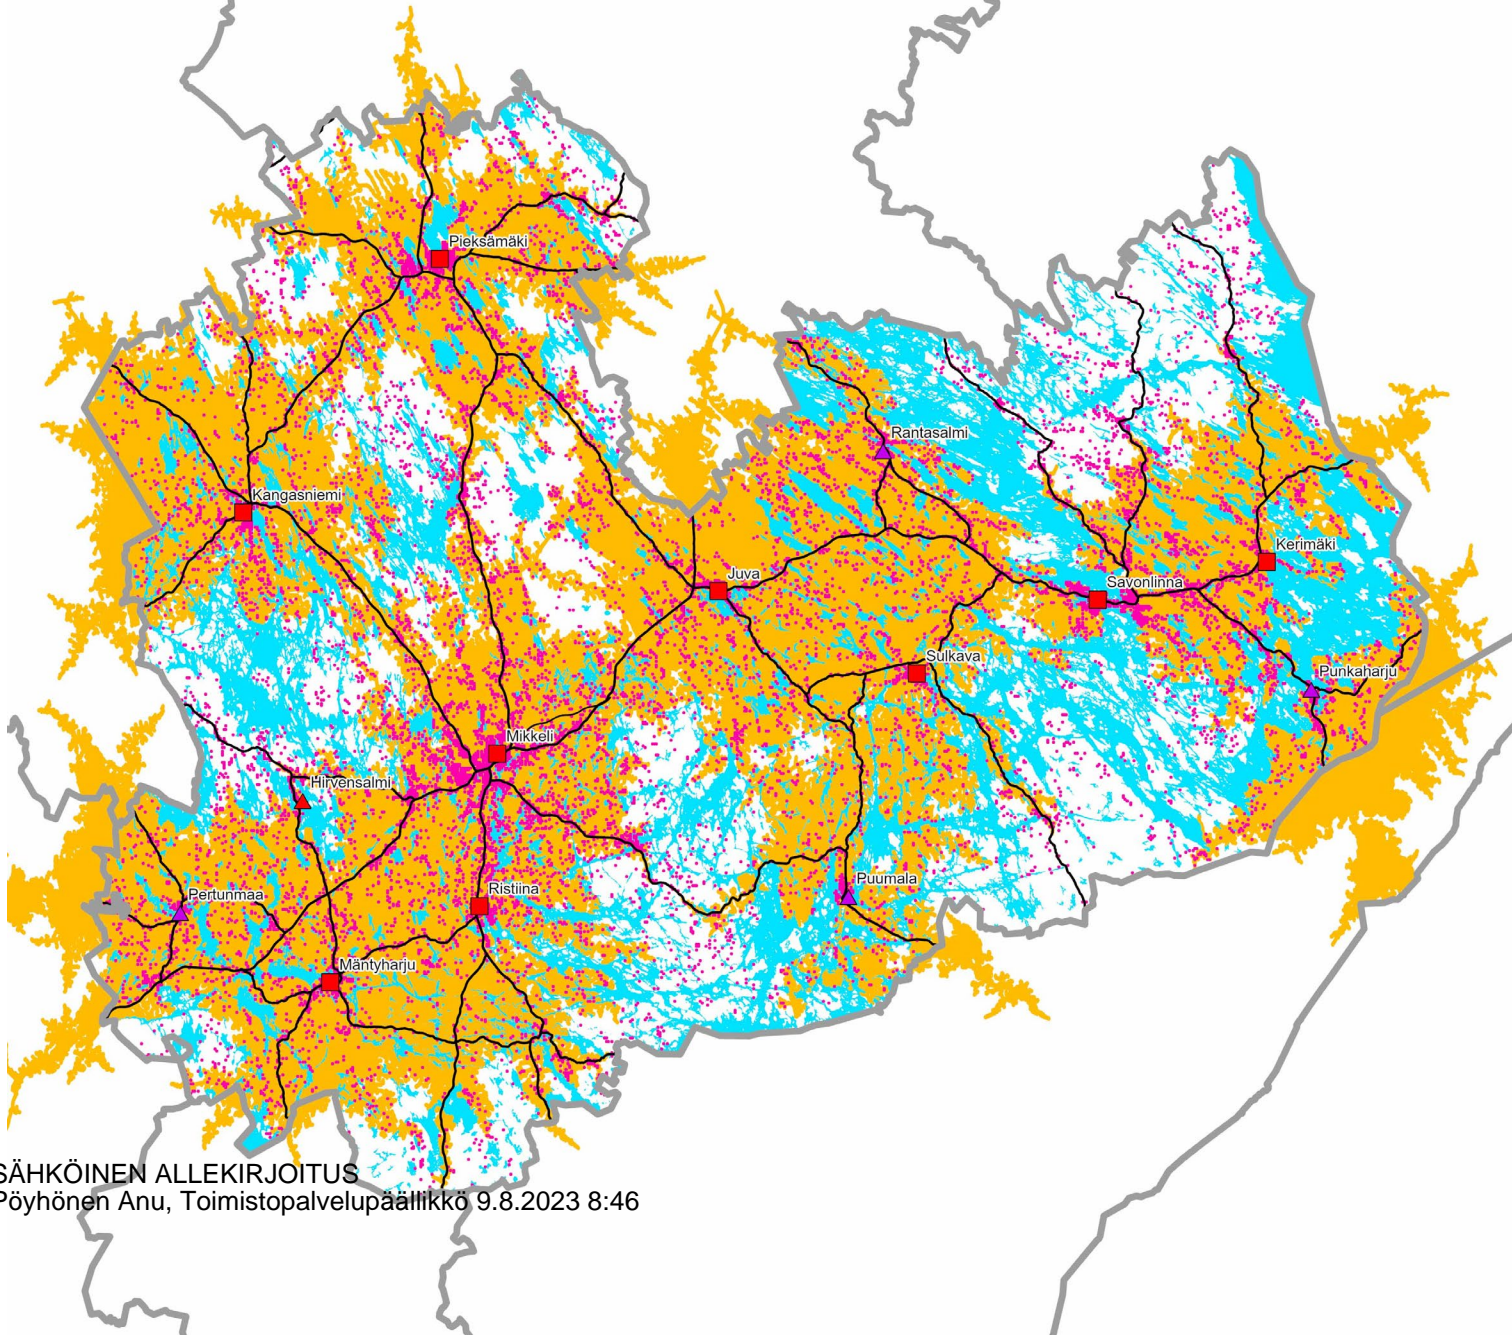 Pieksämäki
Rantasalmi
Kangasniemi
Kerimäki
Juva
Savonlinna
Sulkava
Punkaharju
Mikkeli
Hirvensalmi
Puumala
Ristiina
Pertunmaa
Mäntyharju
SÄHKÖINEN ALLEKIRJOITUS
Pöyhönen Anu, Toimistopalvelupäällikkö 9.8.2023 8:46